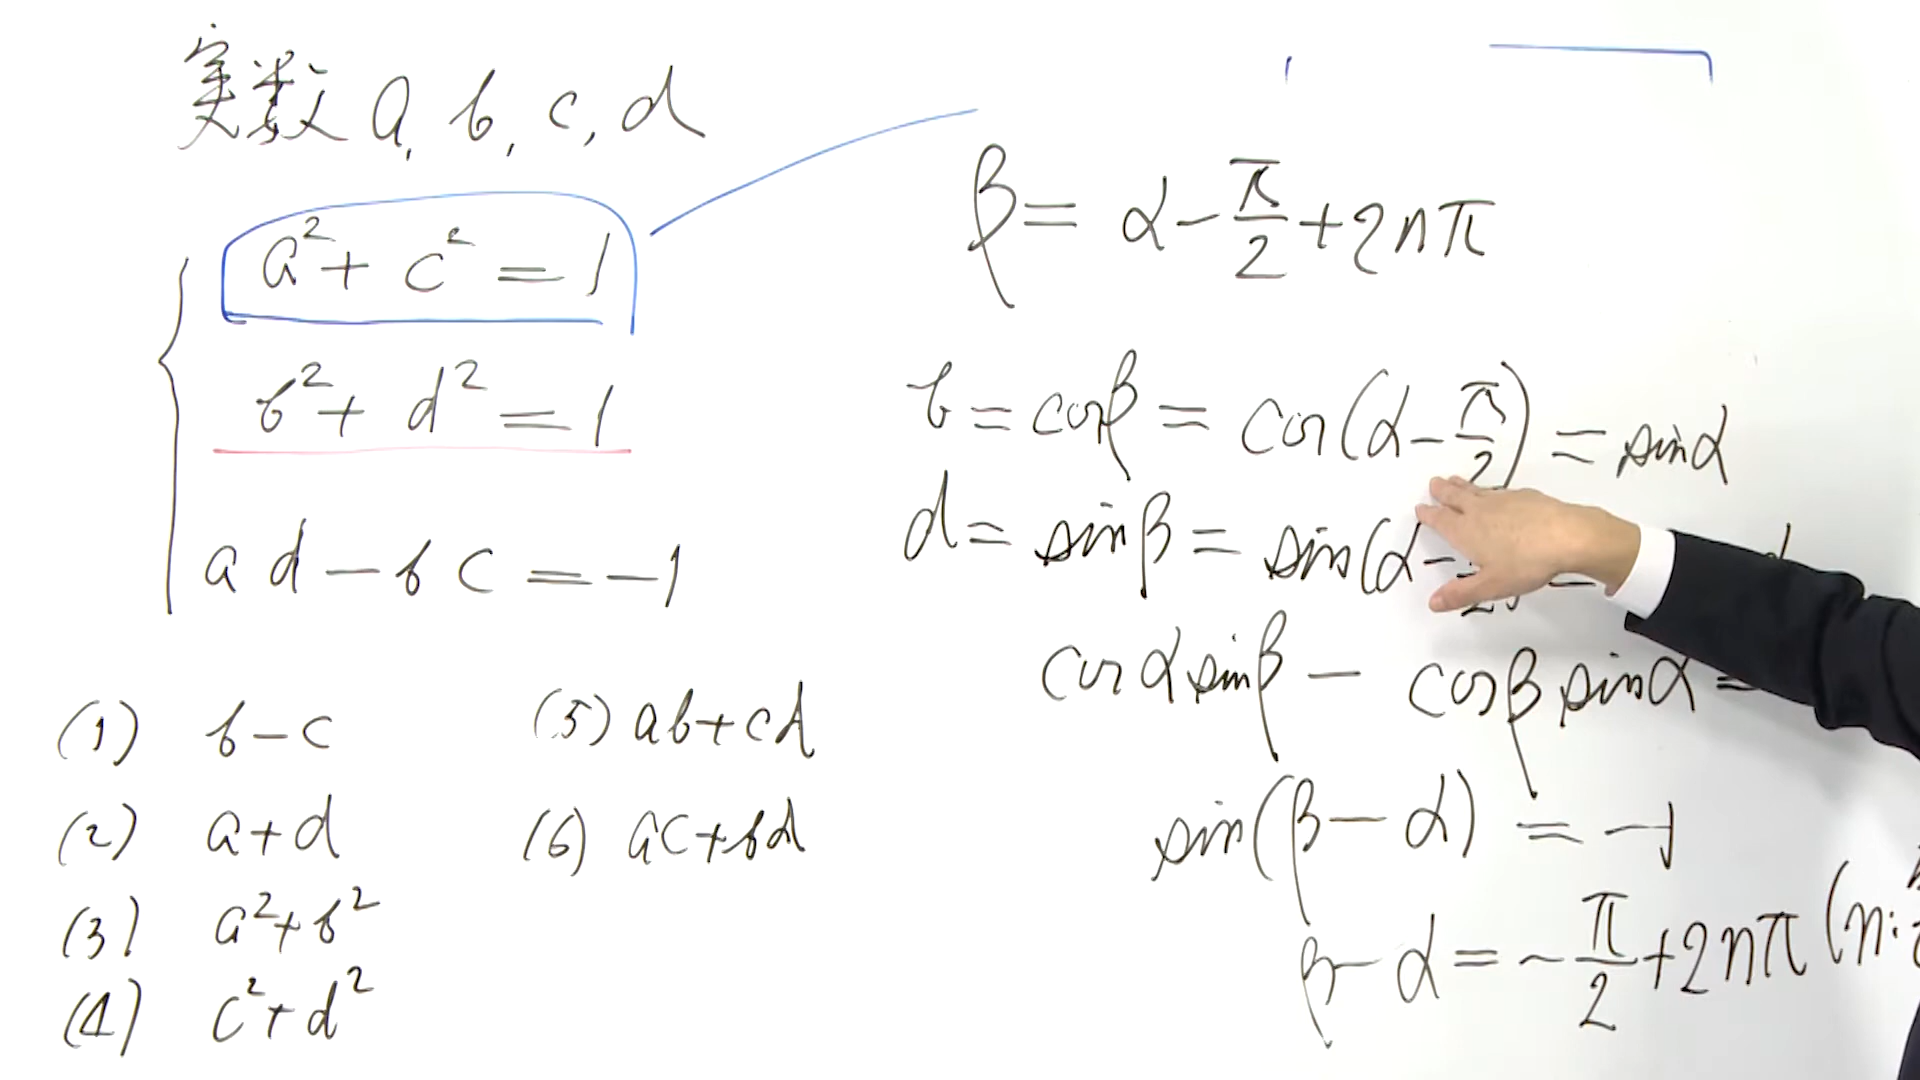 実数 a, b, c, d
a² + c² = 1
b² + d² = 1
ad - bc = -1
(1) b - c
(2) a + d
(3) a² + b²
(4) c² + d²
(5) ab + cd
(6) ac + bd
β = α - π/2 + 2nπ
b = cosβ = cos(α - π/2) = sinα
d = sinβ = sin(α -
cosα sinβ - cosβ sinα =
sin(β - α) = -1
β - α = -π/2 + 2nπ (n: